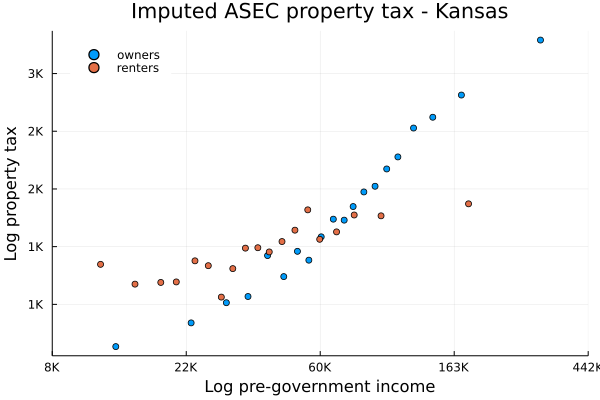 Imputed ASEC property tax - Kansas
owners
renters
3K
2K
2K
1K
1K
Log property tax
8K
22K
60K
163K
442K
Log pre-government income